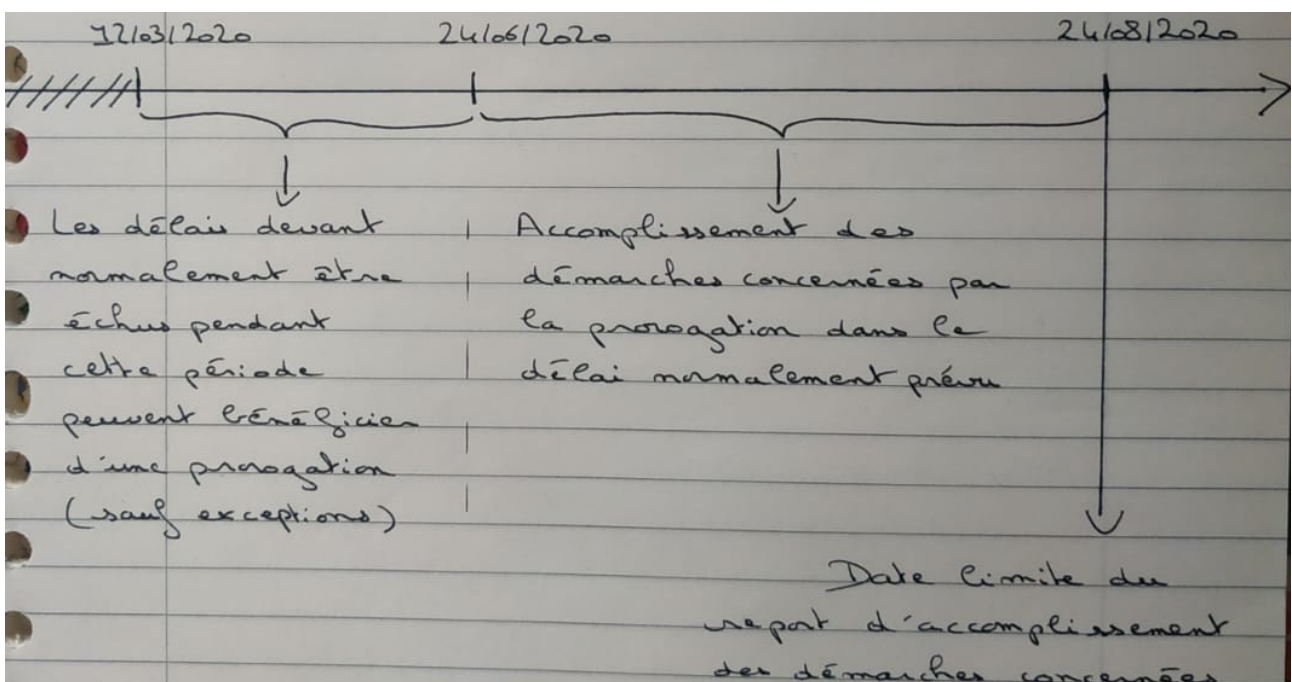 12/03/2020
24/06/2020
24/08/2020
Les délais devant
normalement être
échus pendant
cette période
peuvent bénéficier
d'une prorogation
(sauf exceptions)
Accomplissement des
démarches concernées par
la prorogation dans le
délai normalement prévu
Date limite du
report d'accomplissement
des démarches concernées